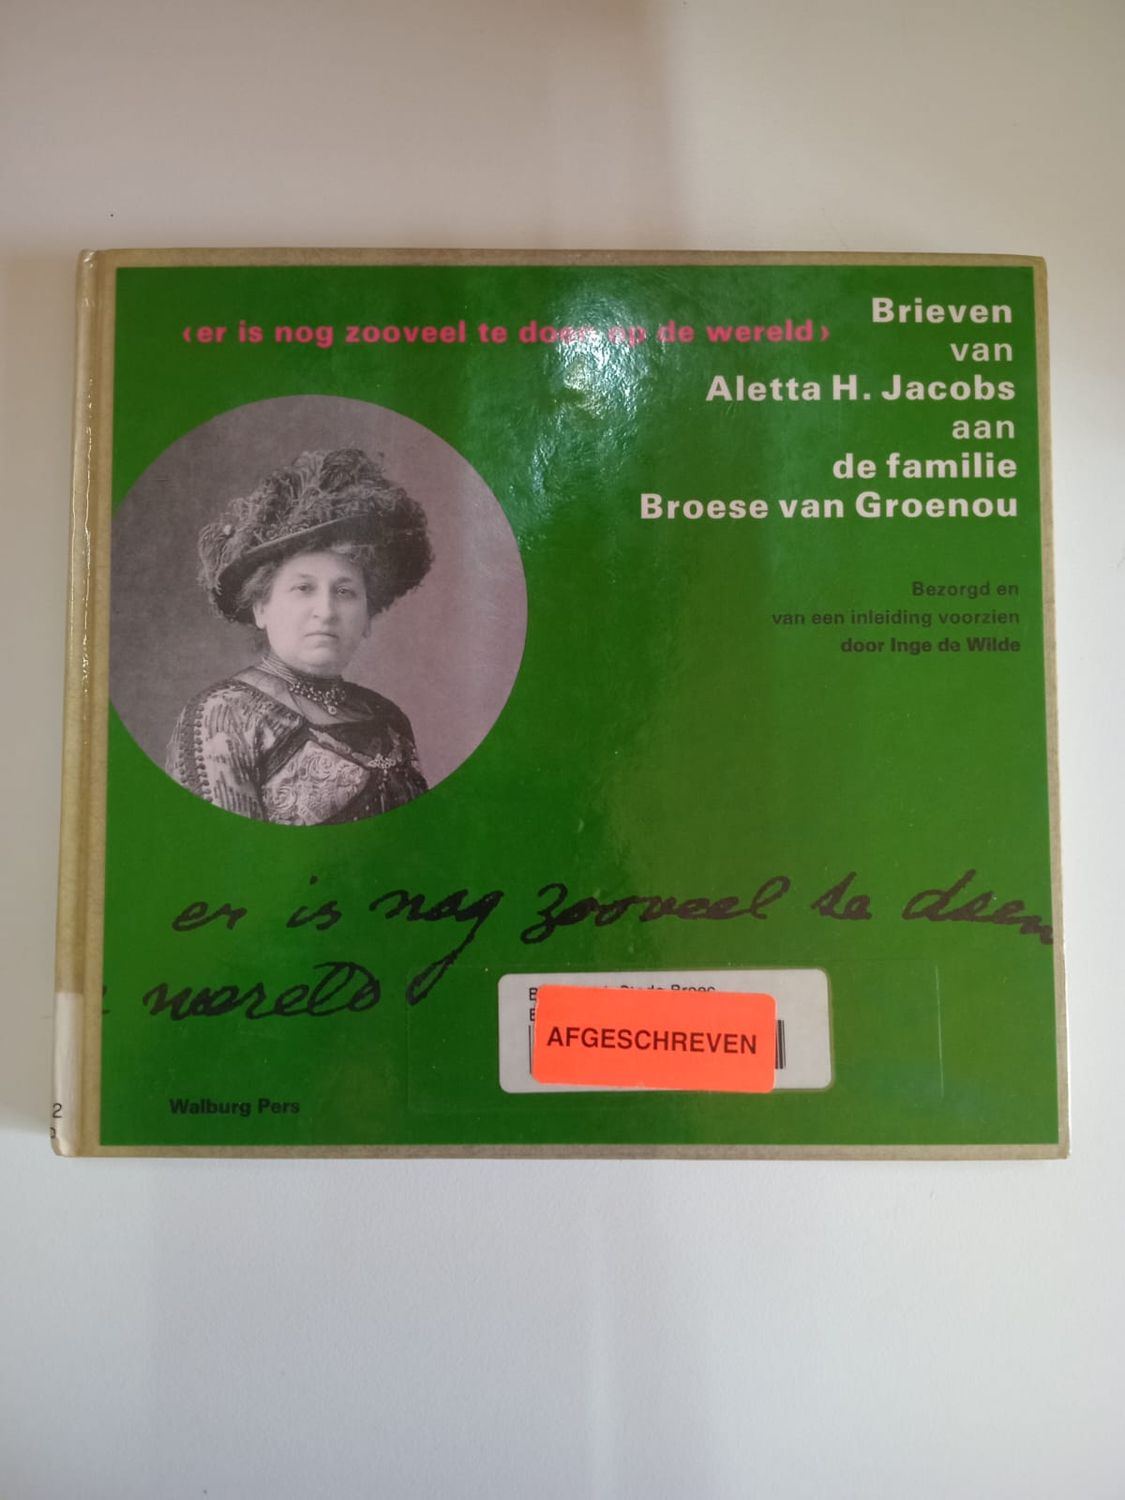 ‹er is nog zooveel te doen op de wereld›
Brieven
van
Aletta H. Jacobs
aan
de familie
Broese van Groenou
Bezorgd en
van een inleiding voorzien
door Inge de Wilde
er is nog zooveel te doen
wereld
AFGESCHREVEN
Walburg Pers
2